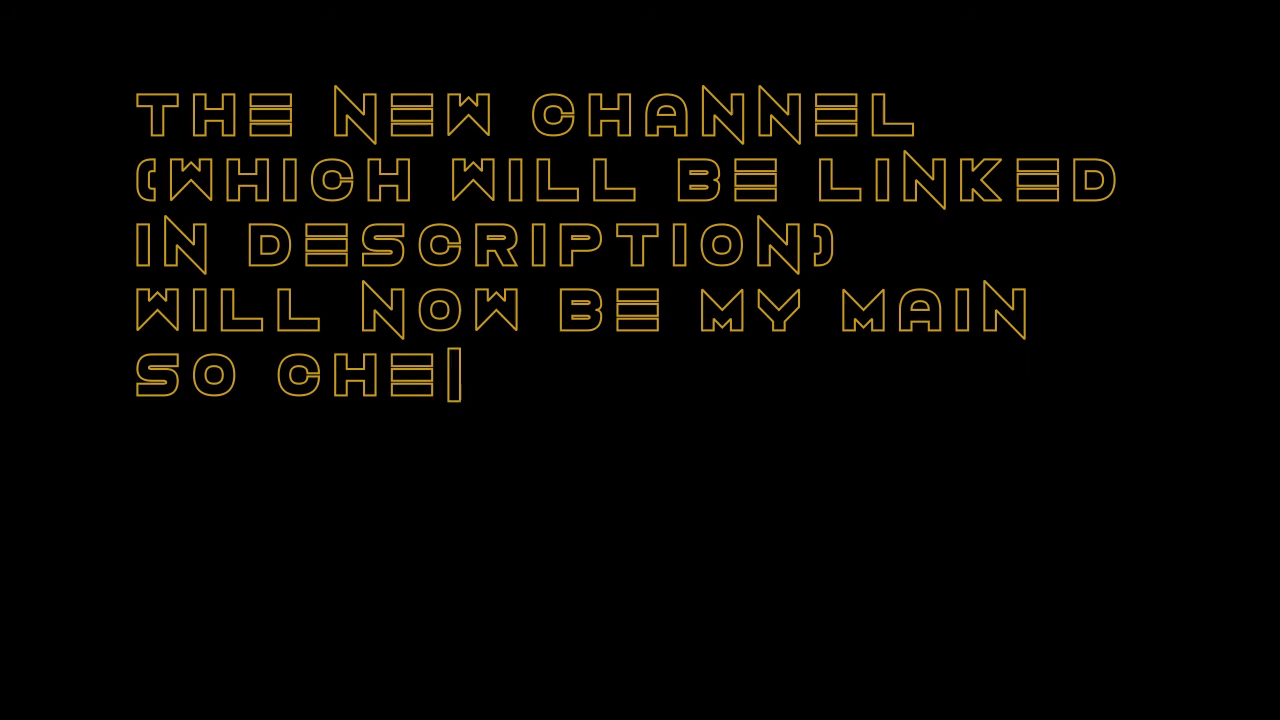 THE NEW CHANNEL
(WHICH WILL BE LINKED
IN DESCRIPTION)
WILL NOW BE MY MAIN
SO CHE|